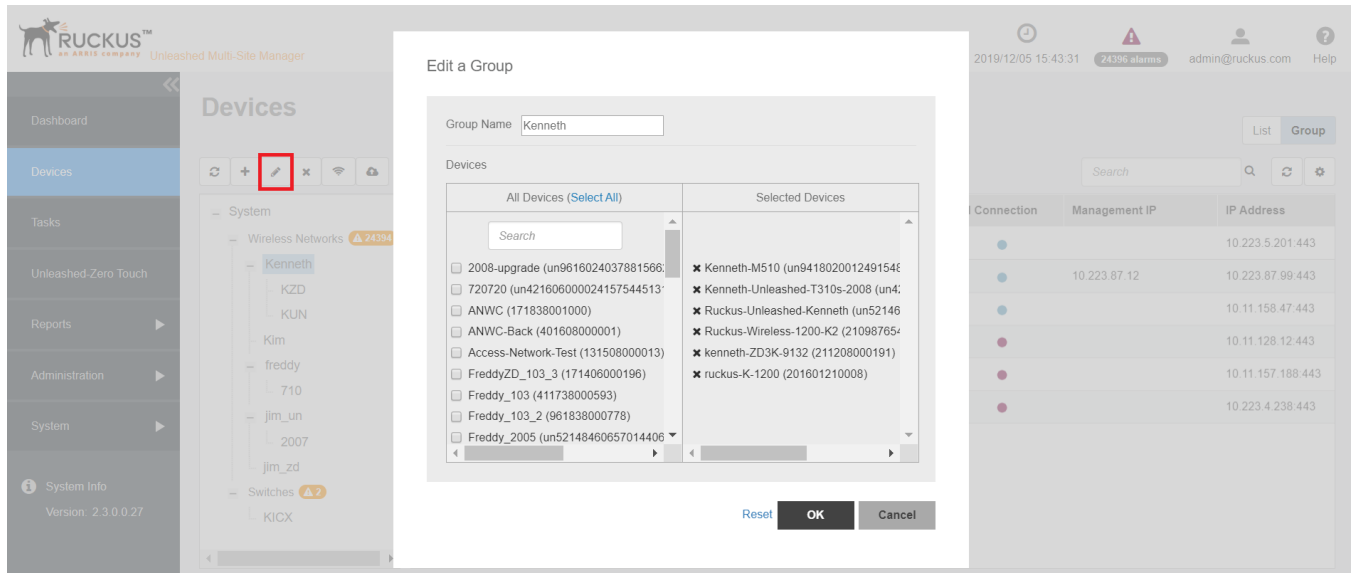 RUCKUS™
an ARRIS company
Unleashed Multi-Site Manager
2019/12/05 15:43:31
24396 alarms
admin@ruckus.com
Help
Dashboard
Devices
Tasks
Unleashed-Zero Touch
Reports
Administration
System
System Info
Version: 2.3.0.0.27
Devices
List
Group
Search
System
Wireless Networks 24394
Kenneth
KZD
KUN
Kim
freddy
710
jim_un
2007
jim_zd
Switches 2
KICX
Connection
Management IP
IP Address
10.223.5.201:443
10.223.87.12
10.223.87.99:443
10.11.158.47:443
10.11.128.12:443
10.11.157.188:443
10.223.4.238:443
Edit a Group
Group Name Kenneth
Devices
All Devices (Select All)
Selected Devices
Search
2008-upgrade (un961602403788156
720720 (un421606000024157544513
ANWC (171838001000)
ANWC-Back (401608000001)
Access-Network-Test (131508000013)
FreddyZD_103_3 (171406000196)
Freddy_103 (411738000593)
Freddy_103_2 (961838000778)
Freddy_2005 (un52148460657014406
Kenneth-M510 (un9418020012491548
Kenneth-Unleashed-T310s-2008 (un4
Ruckus-Unleashed-Kenneth (un52146
Ruckus-Wireless-1200-K2 (210987654
kenneth-ZD3K-9132 (211208000191)
ruckus-K-1200 (201601210008)
Reset
OK
Cancel